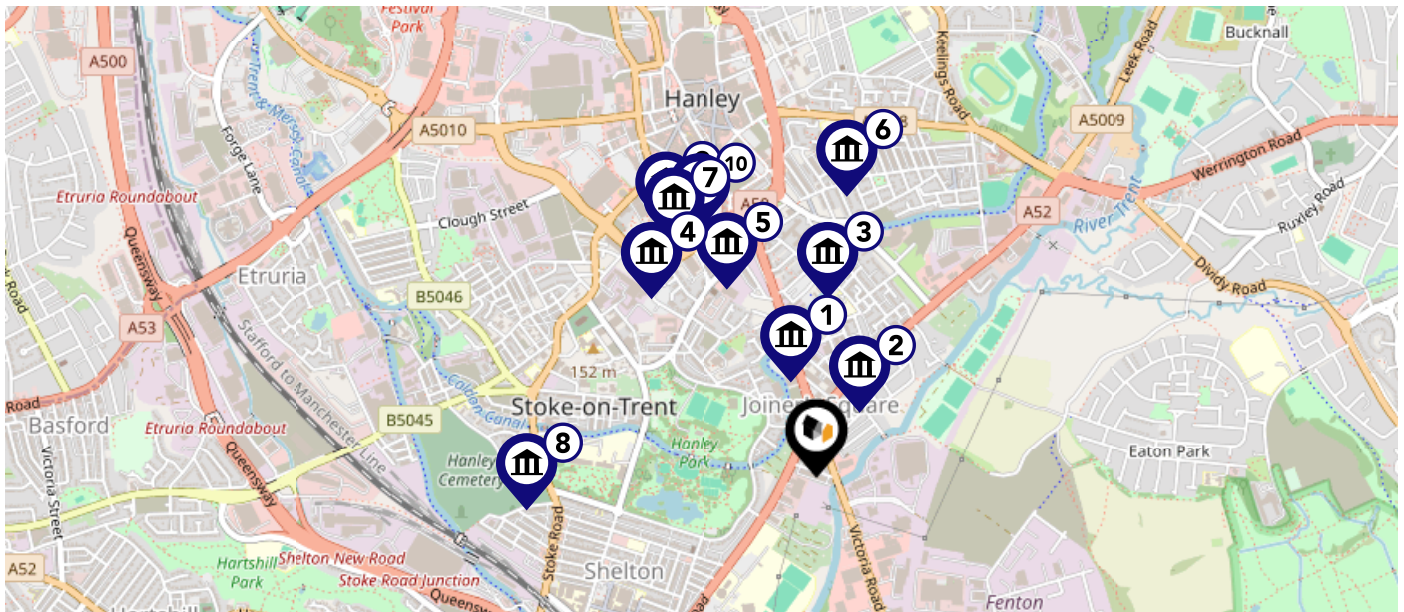 Festival
Park
Bucknall
A500
Keelings Road
Leek Road
Trent & Mersey Canal
Hanley
A5010
A5009
Forge Lane
6
Werrington Road
10
7
Etruria Roundabout
Clough Street
A52
River Trent
Ruxley Road
4
5
3
Queensway
Etruria
B5046
Dividy Road
A53
1
2
Stafford to Manchester Line
152 m
Caldon Canal
Road
Stoke-on-Trent
Joiner's Square
B5045
Basford
Etruria Roundabout
8
Hanley
Park
Hanley
Cemetery
Eaton Park
Victoria Street
Queensway
Stoke Road
Victoria Road
Shelton New Road
Hartshill
Park
A52
Stoke Road Junction
Shelton
Queensway
Fenton